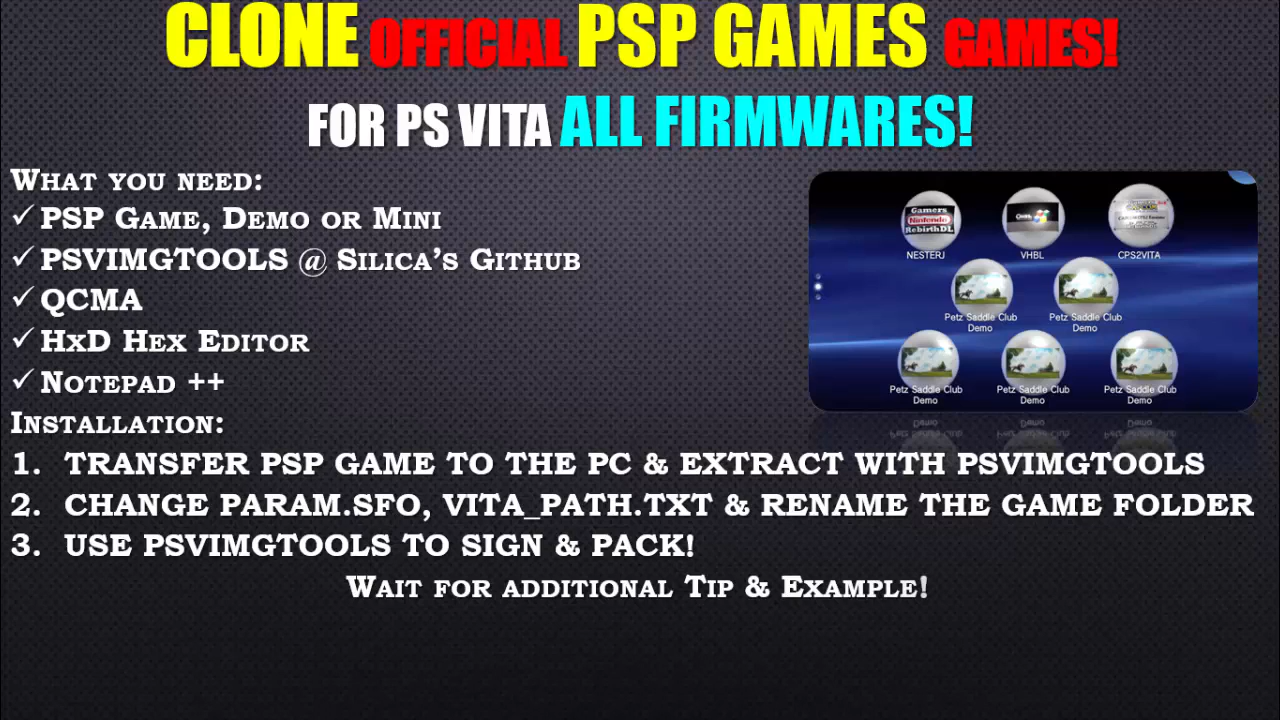 CLONE OFFICIAL PSP GAMES GAMES!
FOR PS VITA ALL FIRMWARES!
WHAT YOU NEED:
✓ PSP GAME, DEMO OR MINI
✓ PSVIMGTOOLS @ SILICA'S GITHUB
✓ QCMA
✓ HXD HEX EDITOR
✓ NOTEPAD ++
Gamers
Nintendo
RebirthDL
NESTERJ
VHBL
CPS2VITA
Petz Saddle Club
Demo
Petz Saddle Club
Demo
Petz Saddle Club
Demo
Petz Saddle Club
Demo
Petz Saddle Club
Demo
INSTALLATION:
1. TRANSFER PSP GAME TO THE PC & EXTRACT WITH PSVIMGTOOLS
2. CHANGE PARAM.SFO, VITA_PATH.TXT & RENAME THE GAME FOLDER
3. USE PSVIMGTOOLS TO SIGN & PACK!
WAIT FOR ADDITIONAL TIP & EXAMPLE!